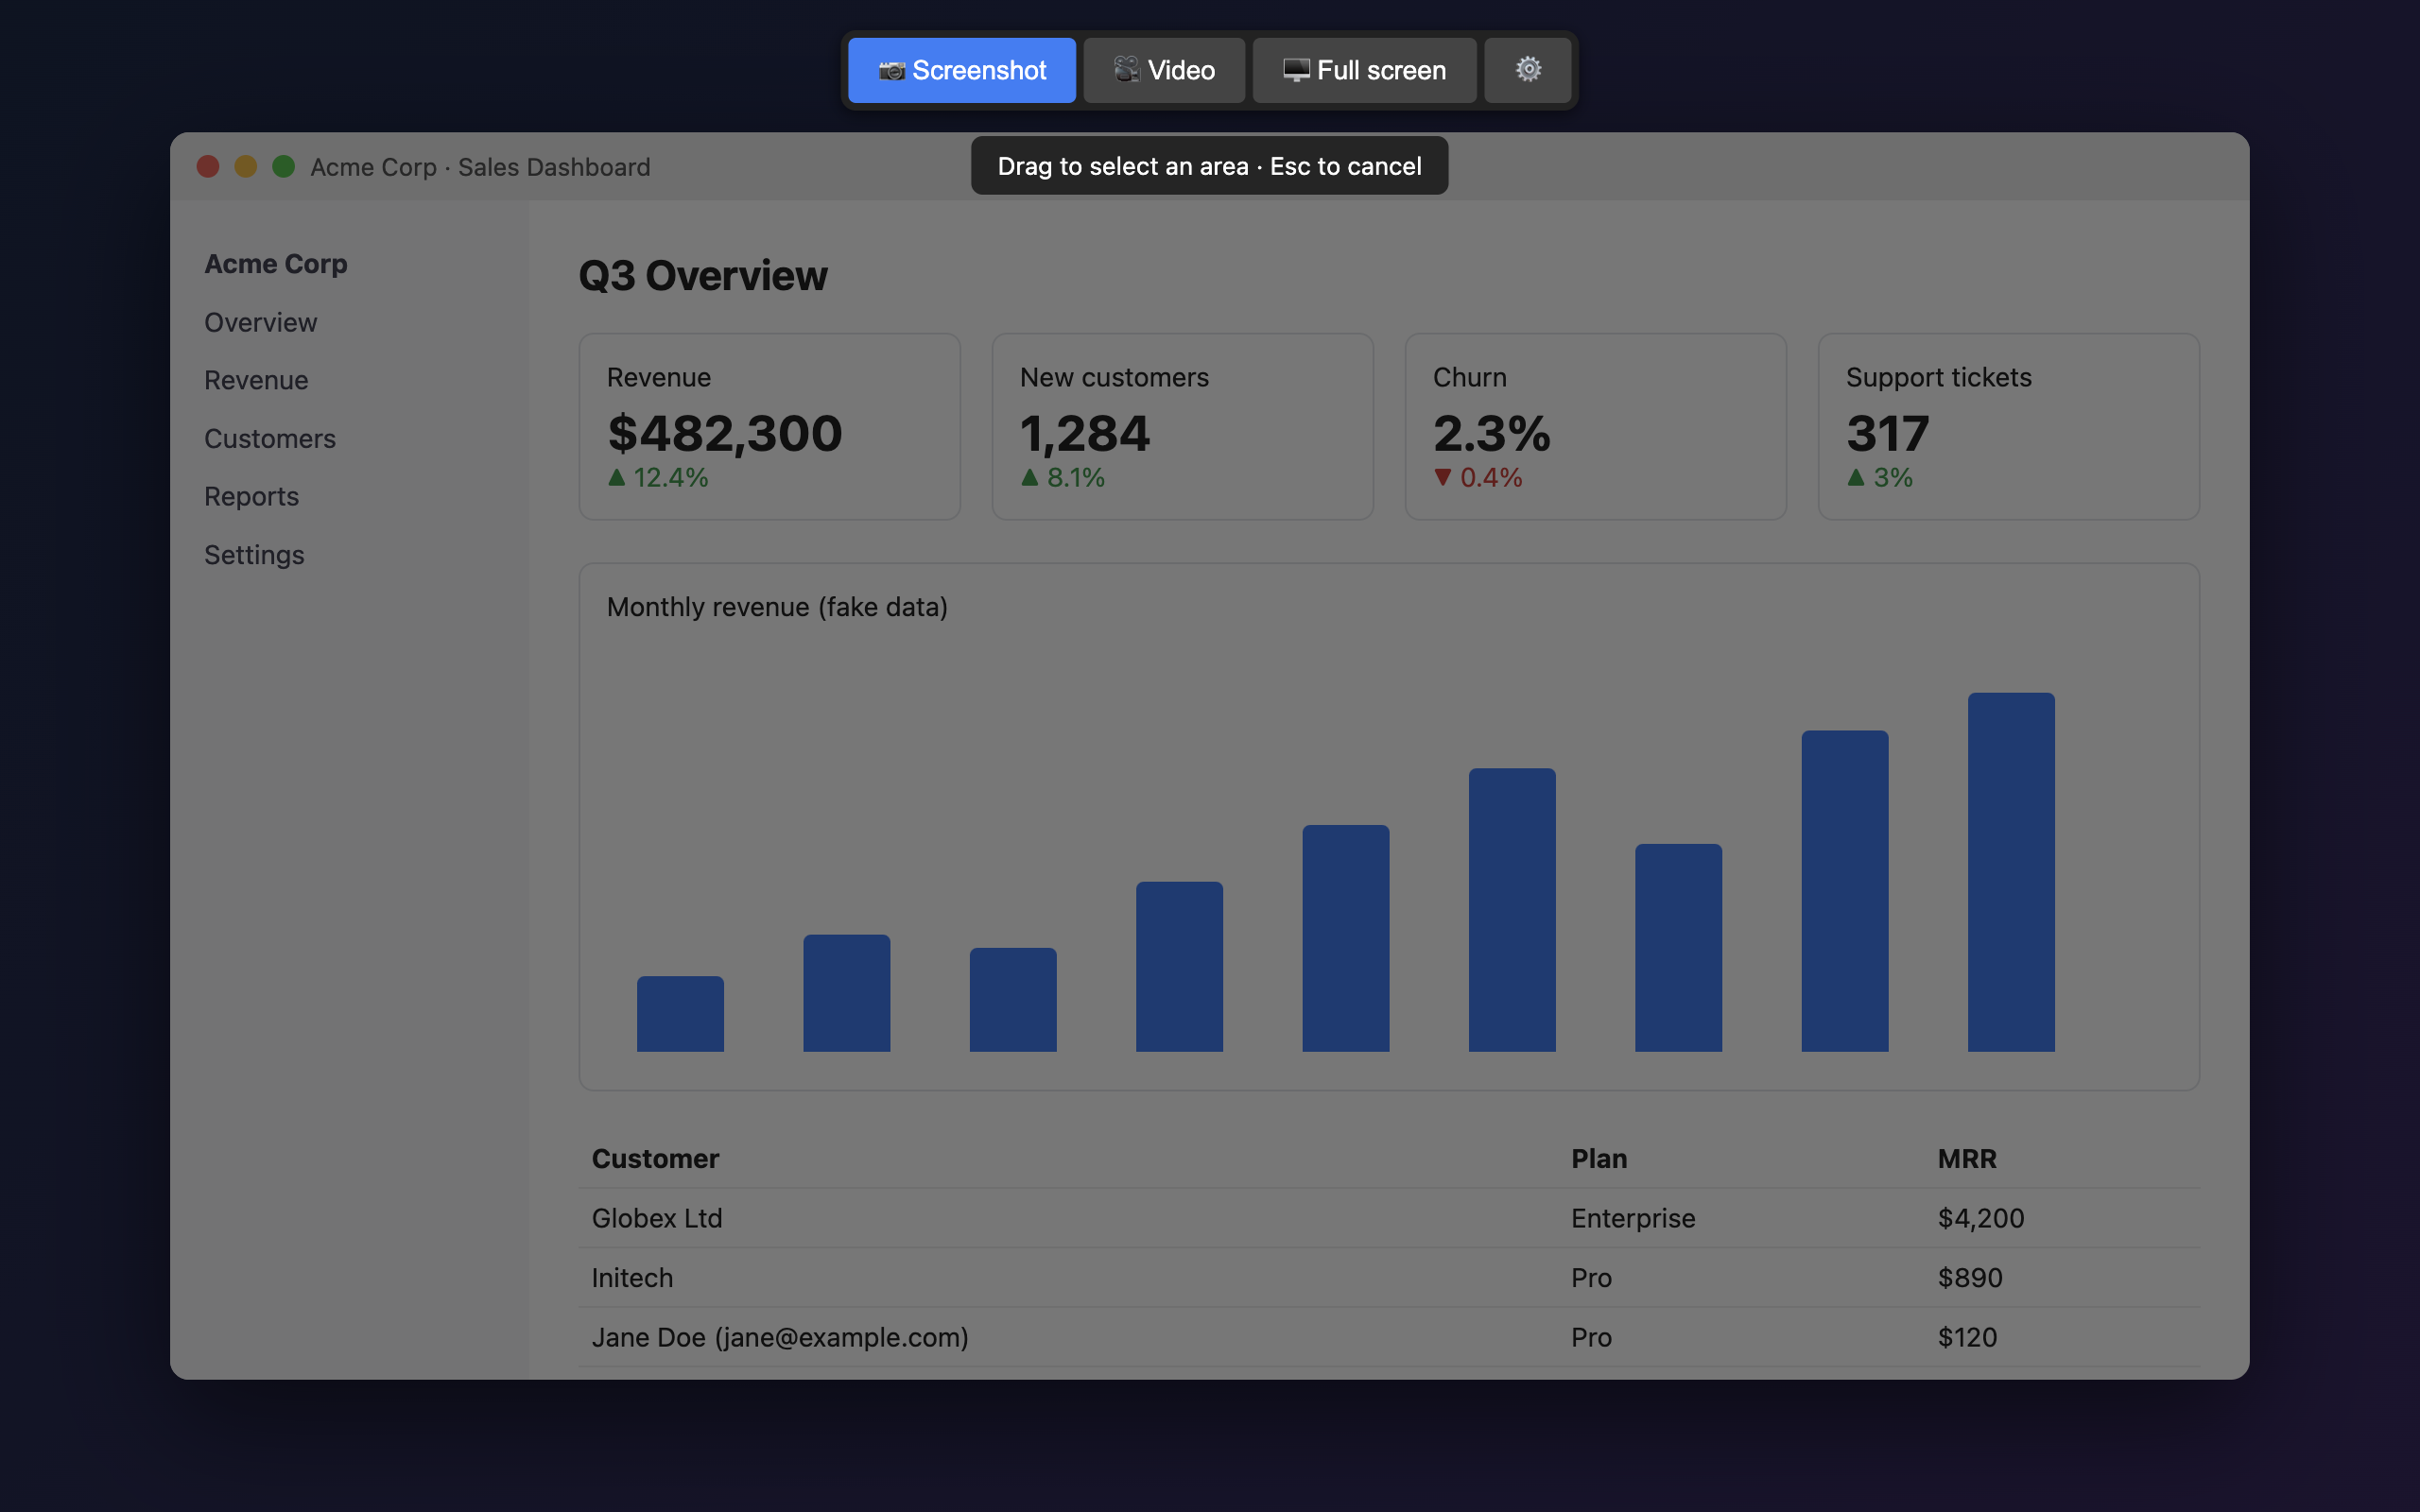 Screenshot Video Full screen
Acme Corp · Sales Dashboard
Drag to select an area · Esc to cancel
Acme Corp
Overview
Revenue
Customers
Reports
Settings
Q3 Overview
Revenue
$482,300
▲ 12.4%
New customers
1,284
▲ 8.1%
Churn
2.3%
▼ 0.4%
Support tickets
317
▲ 3%
Monthly revenue (fake data)
Customer Plan MRR
Globex Ltd Enterprise $4,200
Initech Pro $890
Jane Doe (jane@example.com) Pro $120